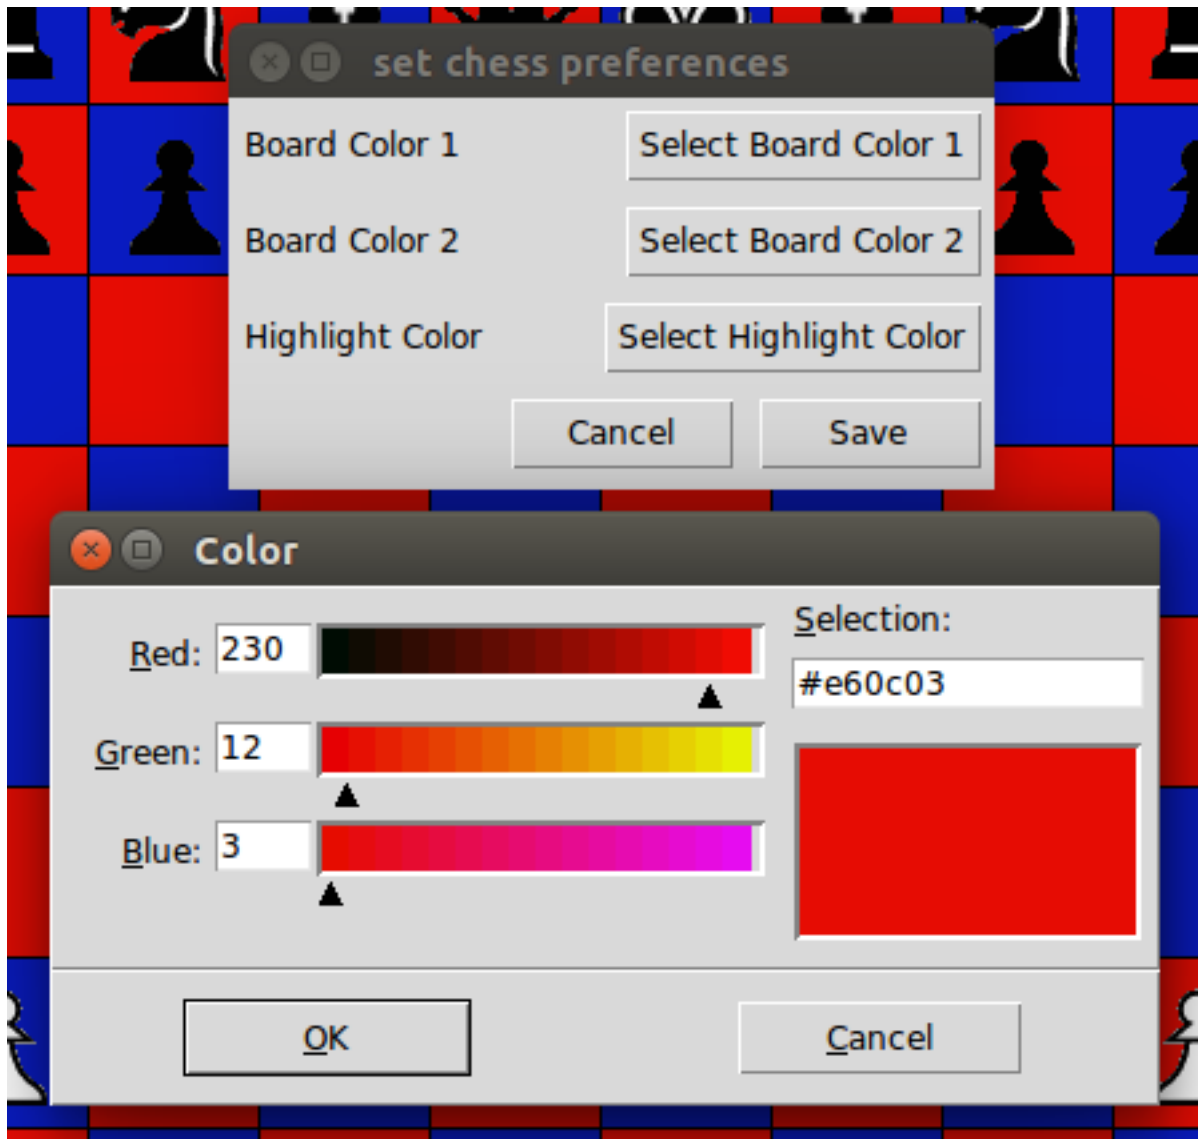 set chess preferences
Board Color 1 Select Board Color 1
Board Color 2 Select Board Color 2
Highlight Color Select Highlight Color
Cancel Save
Color
Red: 230
Green: 12
Blue: 3
Selection:
#e60c03
OK Cancel